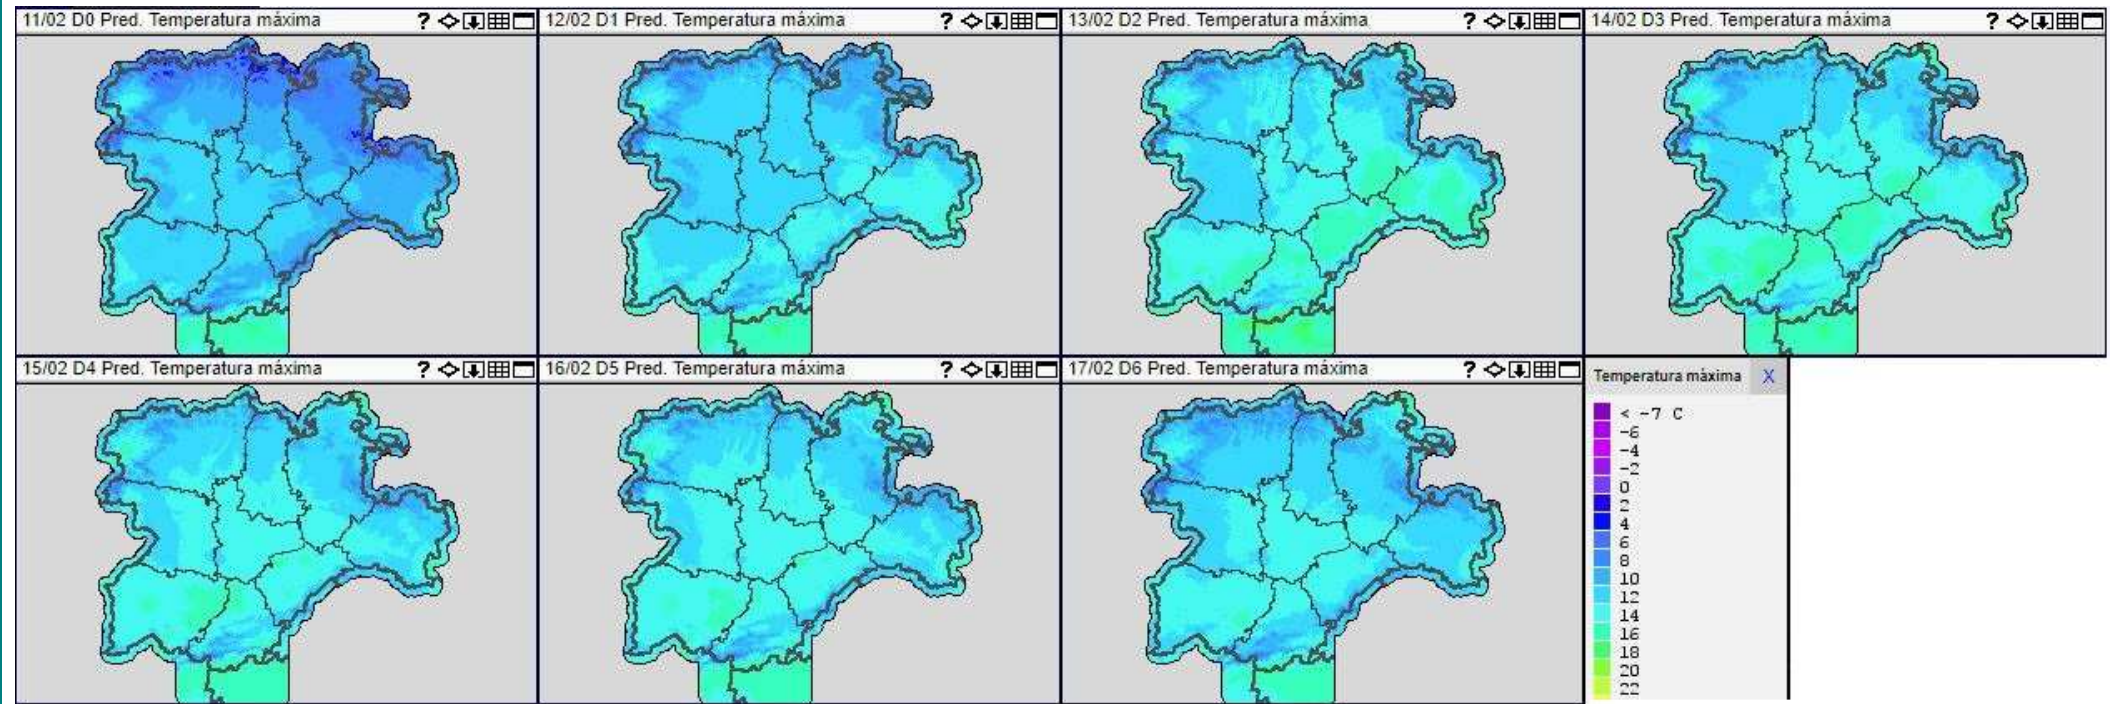 11/02 D0 Pred. Temperatura máxima ?
12/02 D1 Pred. Temperatura máxima ?
13/02 D2 Pred. Temperatura máxima ?
14/02 D3 Pred. Temperatura máxima ?
15/02 D4 Pred. Temperatura máxima ?
16/02 D5 Pred. Temperatura máxima ?
17/02 D6 Pred. Temperatura máxima ?
Temperatura máxima X
< -7 C
-6
-4
-2
0
2
4
6
8
10
12
14
16
18
20
22